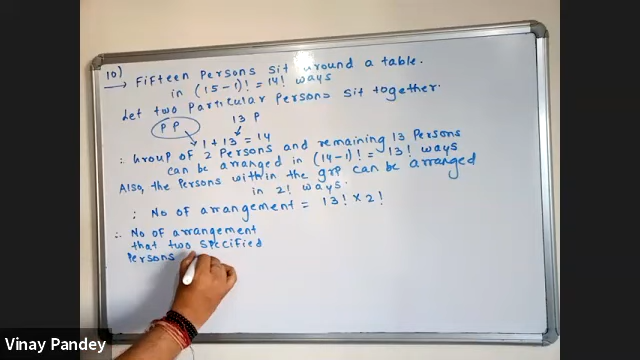 10)
→ Fifteen Persons sit around a table.
in (15-1)! = 14! ways
Let two Particular Persons sit together.
P P
13 P
1 + 13 = 14
∴ Group of 2 Persons and remaining 13 Persons
can be arranged in (14-1)! = 13! ways
Also, the Persons within the grp can be arranged
in 2! ways.
∴ No of arrangement = 13! × 2!
∴ No of arrangement
that two specified
Persons
Vinay Pandey